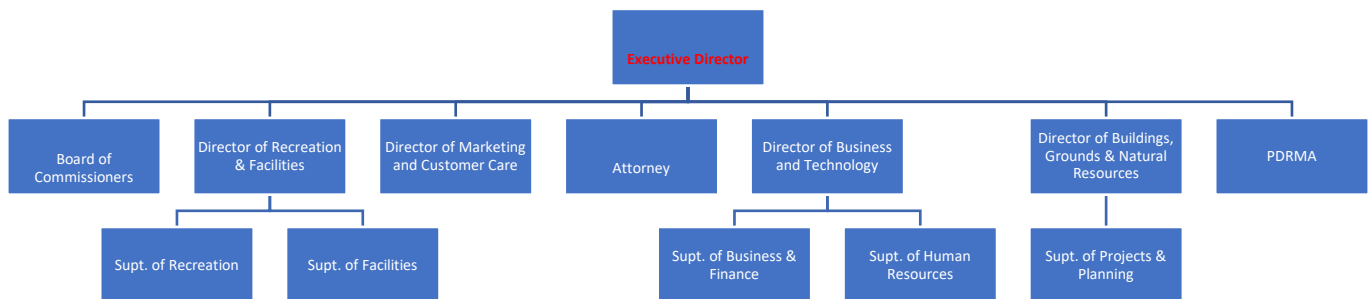 Executive Director
Board of
Commissioners
Director of Recreation
& Facilities
Director of Marketing
and Customer Care
Attorney
Director of Business
and Technology
Director of Buildings,
Grounds & Natural
Resources
PDRMA
Supt. of Recreation
Supt. of Facilities
Supt. of Business &
Finance
Supt. of Human
Resources
Supt. of Projects &
Planning